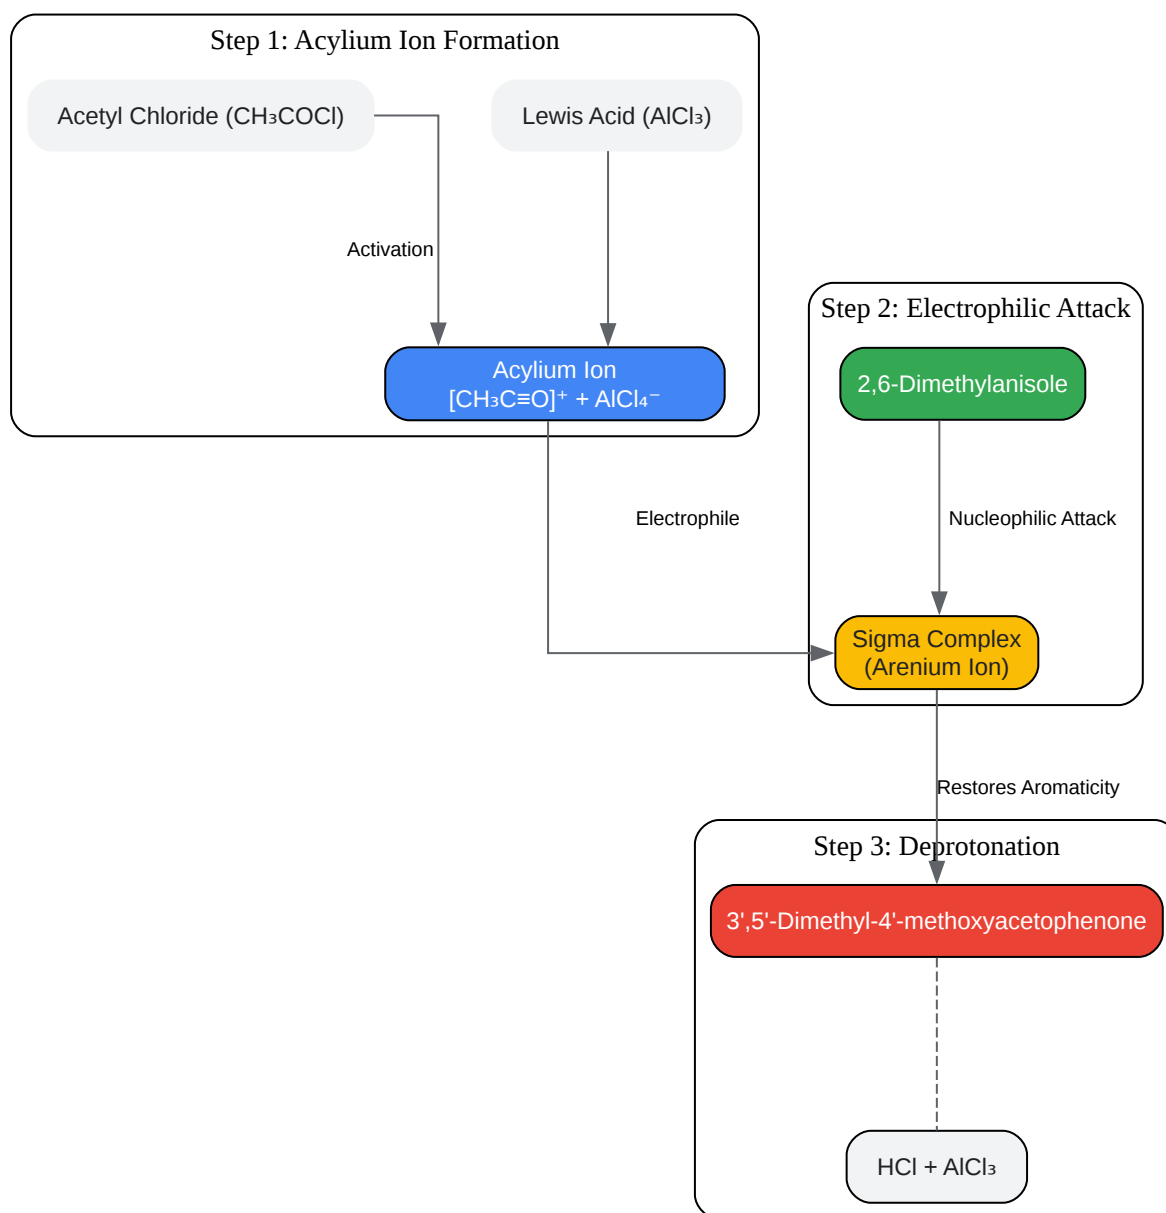 Step 1: Acylium Ion Formation
Acetyl Chloride (CH₃COCl)
Lewis Acid (AlCl₃)
Activation
Acylium Ion
[CH₃C≡O]⁺ + AlCl₄⁻
Step 2: Electrophilic Attack
2,6-Dimethylanisole
Electrophile
Nucleophilic Attack
Sigma Complex
(Arenium Ion)
Restores Aromaticity
Step 3: Deprotonation
3',5'-Dimethyl-4'-methoxyacetophenone
HCl + AlCl₃